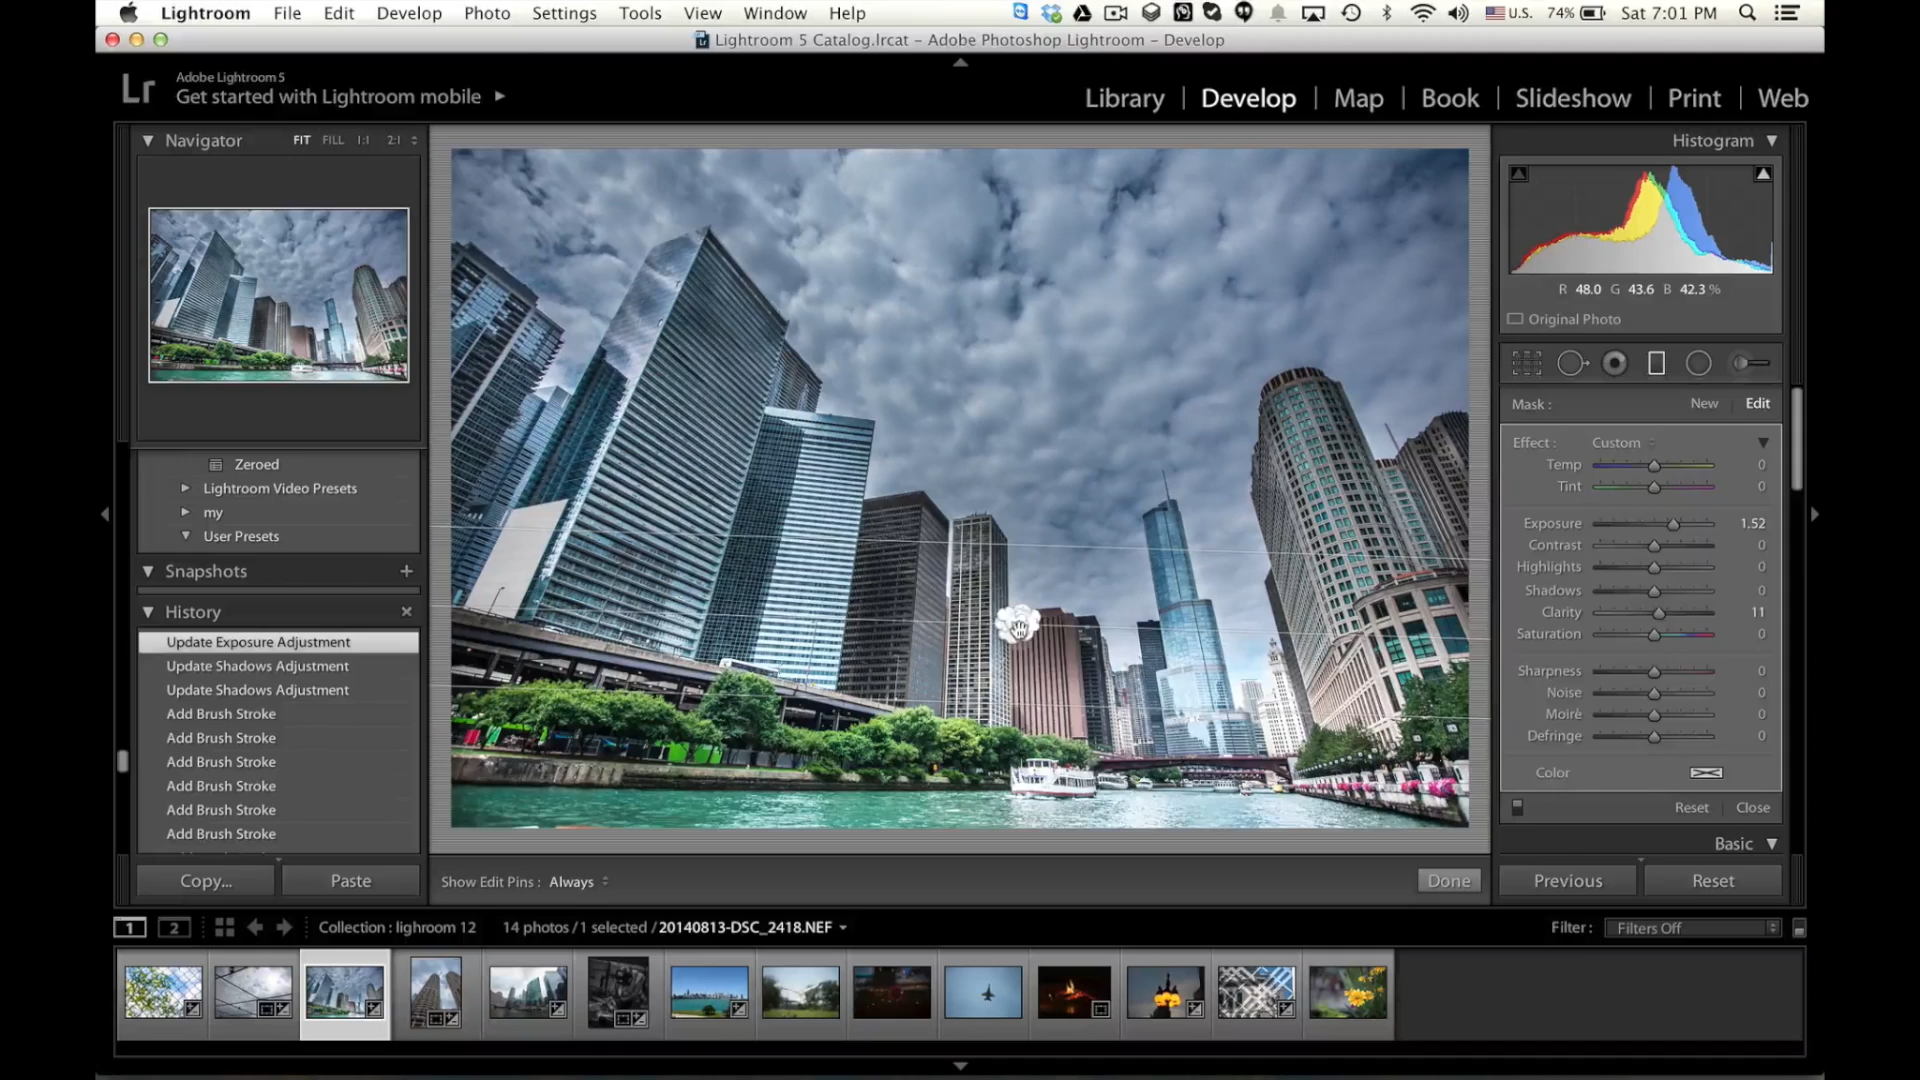 Lightroom File Edit Develop Photo Settings Tools View Window Help U.S. 74% Sat 7:01 PM
Lightroom 5 Catalog.lrcat – Adobe Photoshop Lightroom – Develop
Lr Adobe Lightroom 5
Get started with Lightroom mobile
Library Develop Map Book Slideshow Print Web
Navigator FIT FILL 1:1 2:1
Zeroed
Lightroom Video Presets
my
User Presets
Snapshots
History
Update Exposure Adjustment
Update Shadows Adjustment
Update Shadows Adjustment
Add Brush Stroke
Add Brush Stroke
Add Brush Stroke
Add Brush Stroke
Add Brush Stroke
Add Brush Stroke
Copy... Paste
Show Edit Pins : Always
Done
Histogram
R 48.0 G 43.6 B 42.3 %
Original Photo
Mask : New Edit
Effect : Custom
Temp 0
Tint 0
Exposure 1.52
Contrast 0
Highlights 0
Shadows 0
Clarity 11
Saturation 0
Sharpness 0
Noise 0
Moiré 0
Defringe 0
Color
Reset Close
Basic
Previous Reset
1 2 Collection : lighroom 12 14 photos / 1 selected / 20140813-DSC_2418.NEF Filter : Filters Off